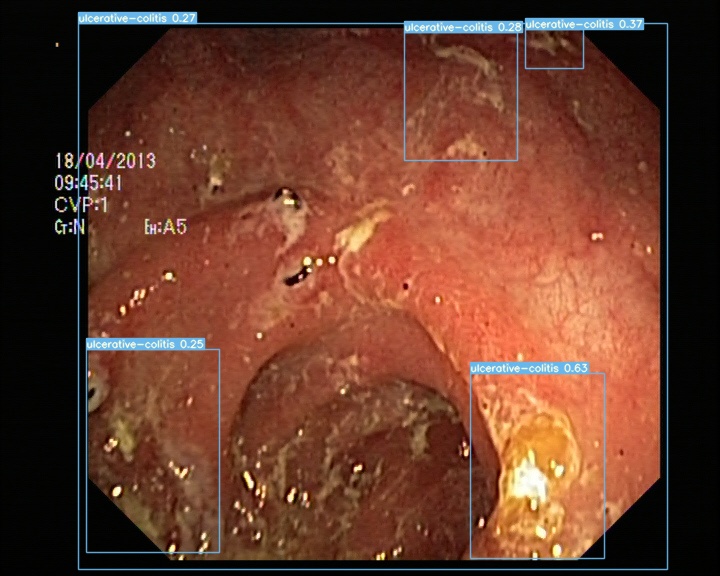 ulcerative-colitis 0.27
ulcerative-colitis 0.28
ulcerative-colitis 0.37
18/04/2013
09:45:41
CVP:1
Cr:N EH:A5
ulcerative-colitis 0.25
ulcerative-colitis 0.63